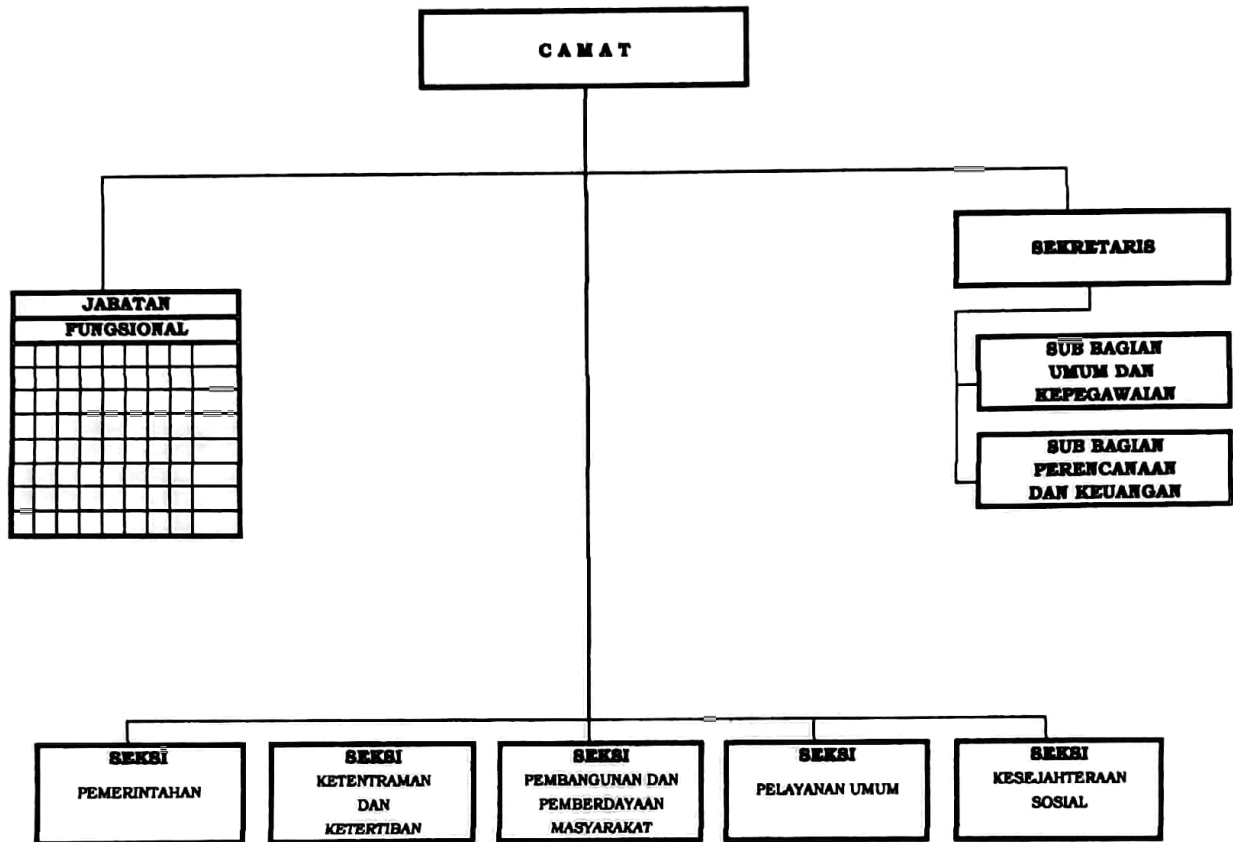 CAMAT
SEKRETARIS
JABATAN
FUNGSIONAL
SUB BAGIAN
UMUM DAN
KEPEGAWAIAN
SUB BAGIAN
PERENCANAAN
DAN KEUANGAN
SEKSI
PEMERINTAHAN
SEKSI
KETENTRAMAN
DAN
KETERTIBAN
SEKSI
PEMBANGUNAN DAN
PEMBERDAYAAN
MASYARAKAT
SEKSI
PELAYANAN UMUM
SEKSI
KESEJAHTERAAN
SOSIAL